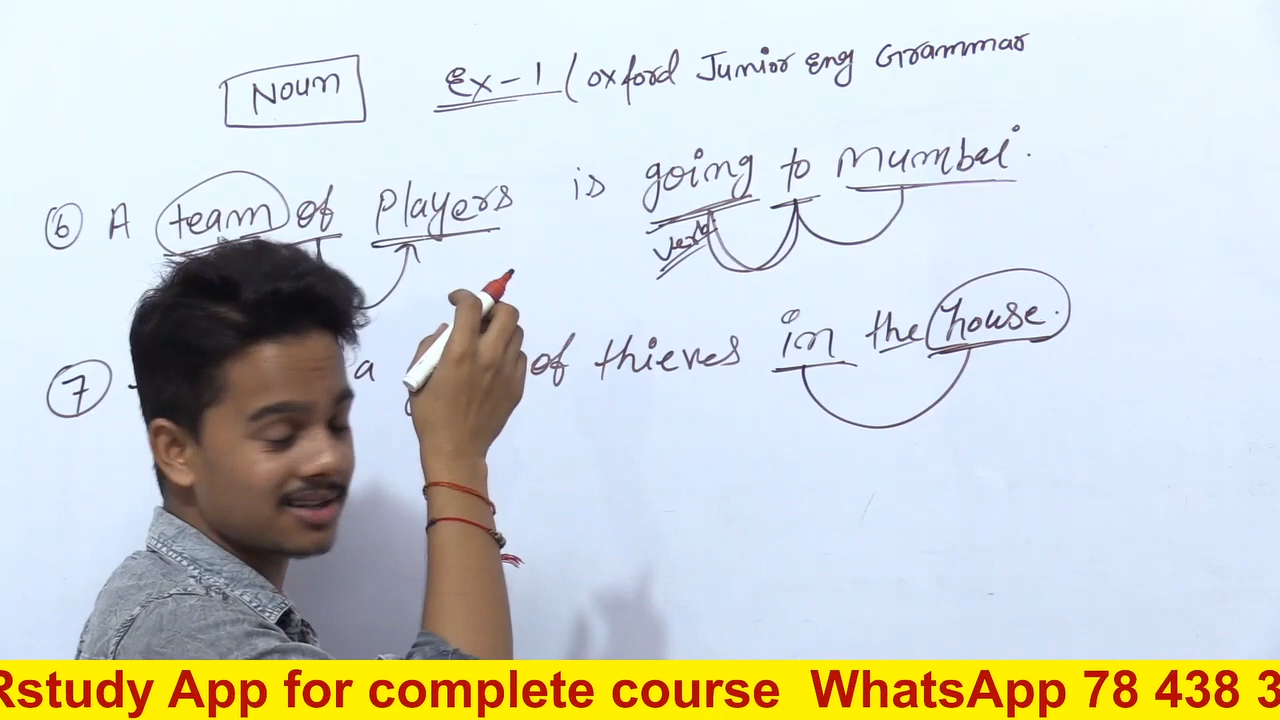 Noun Ex-1 (Oxford Junior Eng Grammar
6 A team of Players is going to Mumbai.
verb
7 a of thieves in the house.
Rstudy App for complete course WhatsApp 78 438 3